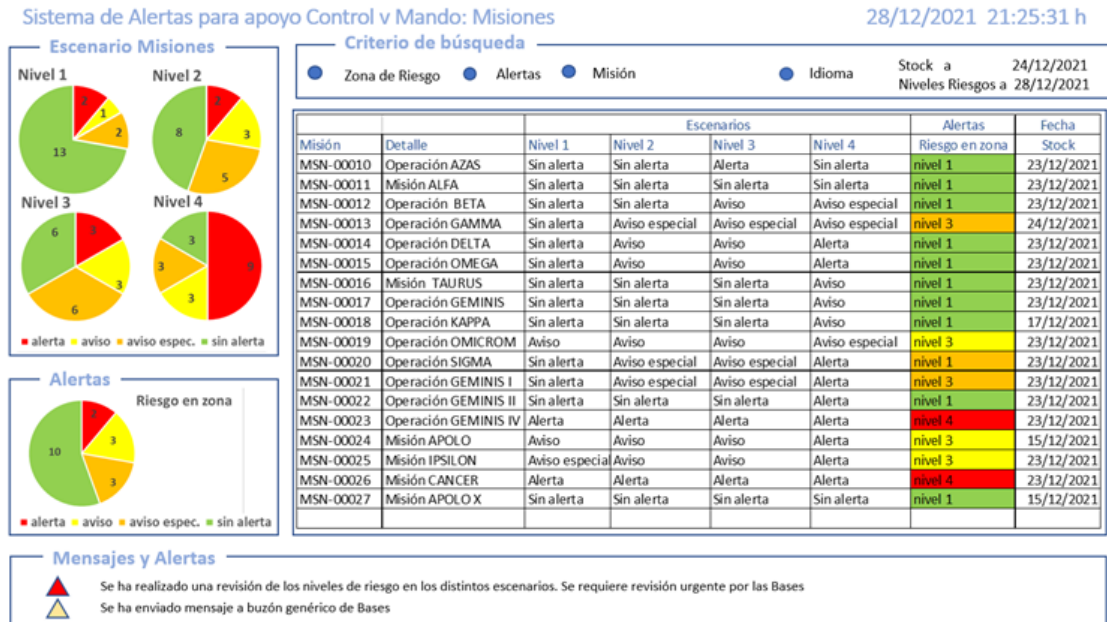 Sistema de Alertas para apoyo Control v Mando: Misiones
28/12/2021 21:25:31 h
Escenario Misiones
Nivel 1
2
1
2
13
Nivel 2
2
3
5
8
Nivel 3
3
3
6
6
Nivel 4
9
3
3
3
alerta aviso aviso espec. sin alerta
Alertas
Riesgo en zona
2
3
3
10
alerta aviso aviso espec. sin alerta
Criterio de búsqueda
Zona de Riesgo Alertas Misión Idioma
Stock a 24/12/2021
Niveles Riesgos a 28/12/2021
Escenarios Alertas Fecha
Misión Detalle Nivel 1 Nivel 2 Nivel 3 Nivel 4 Riesgo en zona Stock
MSN-00010 Operación AZAS Sin alerta Sin alerta Alerta Sin alerta nivel 1 23/12/2021
MSN-00011 Misión ALFA Sin alerta Sin alerta Sin alerta Sin alerta nivel 1 23/12/2021
MSN-00012 Operación BETA Sin alerta Sin alerta Aviso Aviso especial nivel 1 23/12/2021
MSN-00013 Operación GAMMA Sin alerta Aviso especial Aviso especial Aviso especial nivel 3 24/12/2021
MSN-00014 Operación DELTA Sin alerta Aviso Aviso Alerta nivel 1 23/12/2021
MSN-00015 Operación OMEGA Sin alerta Aviso Aviso Alerta nivel 1 23/12/2021
MSN-00016 Misión TAURUS Sin alerta Sin alerta Sin alerta Aviso nivel 1 23/12/2021
MSN-00017 Operación GEMINIS Sin alerta Sin alerta Sin alerta Aviso nivel 1 23/12/2021
MSN-00018 Operación KAPPA Sin alerta Sin alerta Sin alerta Aviso nivel 1 17/12/2021
MSN-00019 Operación OMICROM Aviso Aviso Aviso Aviso especial nivel 3 23/12/2021
MSN-00020 Operación SIGMA Sin alerta Aviso especial Aviso especial Alerta nivel 1 23/12/2021
MSN-00021 Operación GEMINIS I Sin alerta Aviso especial Aviso especial Alerta nivel 3 23/12/2021
MSN-00022 Operación GEMINIS II Sin alerta Sin alerta Sin alerta Alerta nivel 1 23/12/2021
MSN-00023 Operación GEMINIS IV Alerta Alerta Alerta Alerta nivel 4 23/12/2021
MSN-00024 Misión APOLO Aviso Aviso Aviso Alerta nivel 3 15/12/2021
MSN-00025 Misión IPSILON Aviso especial Aviso Aviso Alerta nivel 3 23/12/2021
MSN-00026 Misión CANCER Alerta Alerta Alerta Alerta nivel 4 23/12/2021
MSN-00027 Misión APOLO X Sin alerta Sin alerta Sin alerta Sin alerta nivel 1 15/12/2021
Mensajes y Alertas
Se ha realizado una revisión de los niveles de riesgo en los distintos escenarios. Se requiere revisión urgente por las Bases
Se ha enviado mensaje a buzón genérico de Bases